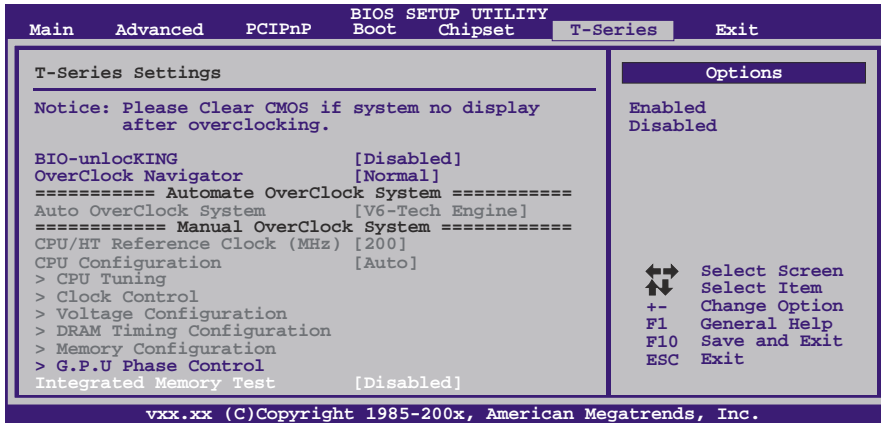 BIOS SETUP UTILITY
Main Advanced PCIPnP Boot Chipset T-Series Exit
T-Series Settings
Notice: Please Clear CMOS if system no display
after overclocking.
BIO-unlocKING [Disabled]
OverClock Navigator [Normal]
=========== Automate OverClock System ===========
Auto OverClock System [V6-Tech Engine]
============ Manual OverClock System ============
CPU/HT Reference Clock (MHz) [200]
CPU Configuration [Auto]
> CPU Tuning
> Clock Control
> Voltage Configuration
> DRAM Timing Configuration
> Memory Configuration
> G.P.U Phase Control
Integrated Memory Test [Disabled]
Options
Enabled
Disabled
Select Screen
Select Item
+- Change Option
F1 General Help
F10 Save and Exit
ESC Exit
vxx.xx (C)Copyright 1985-200x, American Megatrends, Inc.